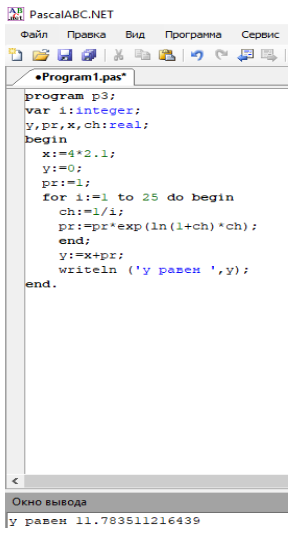 PascalABC.NET
Файл Правка Вид Программа Сервис
•Program1.pas*
program p3;
var i:integer;
y,pr,x,ch:real;
begin
x:=4*2.1;
y:=0;
pr:=1;
for i:=1 to 25 do begin
ch:=1/i;
pr:=pr*exp(ln(1+ch)*ch);
end;
y:=x+pr;
writeln ('y равен ',y);
end.
Окно вывода
y равен 11.783511216439